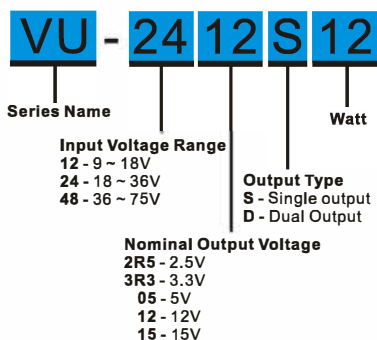 VU - 24 12 S 12
Series Name
Watt
Input Voltage Range
12 - 9 ~ 18V
24 - 18 ~ 36V
48 - 36 ~ 75V
Output Type
S - Single output
D - Dual Output
Nominal Output Voltage
2R5 - 2.5V
3R3 - 3.3V
05 - 5V
12 - 12V
15 - 15V